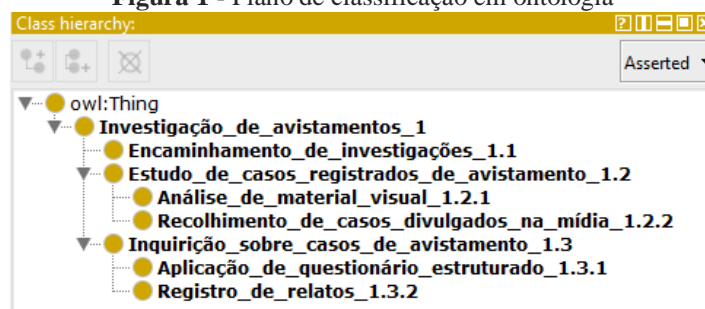 Figura 1 - Plano de classificação em ontologia
Class hierarchy:
Asserted
owl:Thing
Investigação_de_avistamentos_1
Encaminhamento_de_investigações_1.1
Estudo_de_casos_registrados_de_avistamento_1.2
Análise_de_material_visual_1.2.1
Recolhimento_de_casos_divulgados_na_mídia_1.2.2
Inquirição_sobre_casos_de_avistamento_1.3
Aplicação_de_questionário_estruturado_1.3.1
Registro_de_relatos_1.3.2